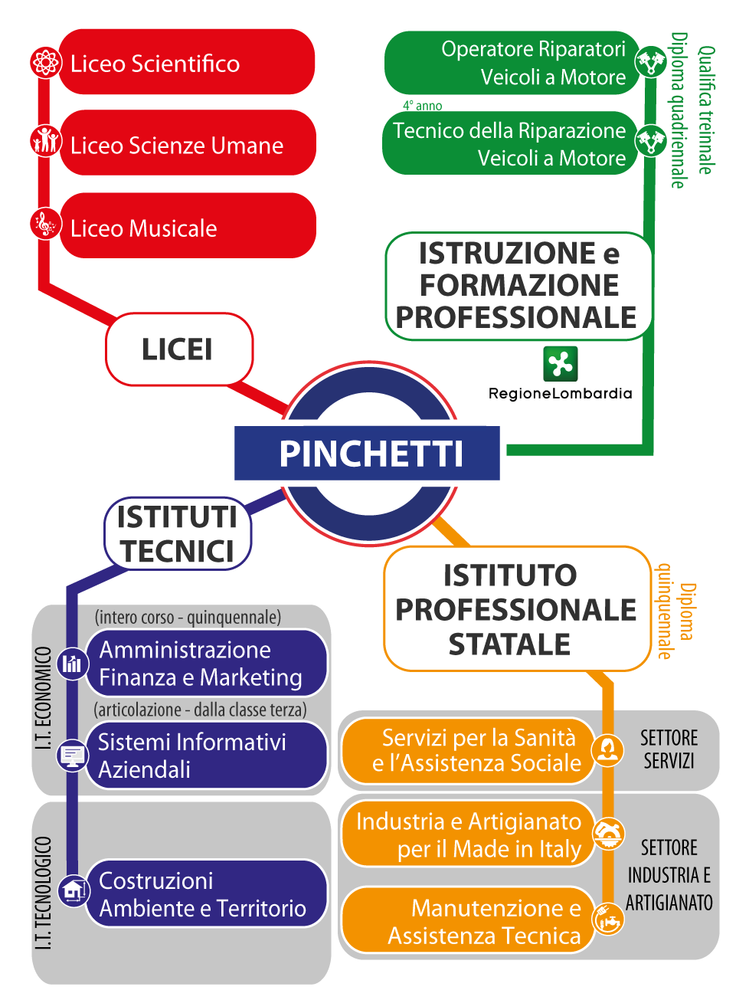 Liceo Scientifico
Liceo Scienze Umane
Liceo Musicale
LICEI
Operatore Riparatori
Veicoli a Motore
4° anno
Tecnico della Riparazione
Veicoli a Motore
Qualifica treinnale
Diploma quadriennale
ISTRUZIONE e
FORMAZIONE
PROFESSIONALE
RegioneLombardia
PINCHETTI
ISTITUTI
TECNICI
(intero corso - quinquennale)
Amministrazione
Finanza e Marketing
(articolazione - dalla classe terza)
Sistemi Informativi
Aziendali
I.T. ECONOMICO
Costruzioni
Ambiente e Territorio
I.T. TECNOLOGICO
ISTITUTO
PROFESSIONALE
STATALE
Diploma
quinquennale
Servizi per la Sanità
e l'Assistenza Sociale
SETTORE
SERVIZI
Industria e Artigianato
per il Made in Italy
Manutenzione e
Assistenza Tecnica
SETTORE
INDUSTRIA E
ARTIGIANATO